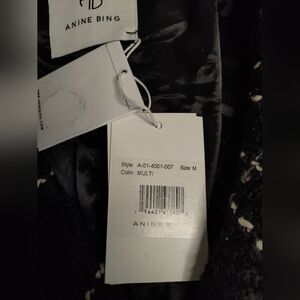 AB
ANINE BING
Style :A-01-4001-007 Size: M
Color :MULTI
ANINE BING